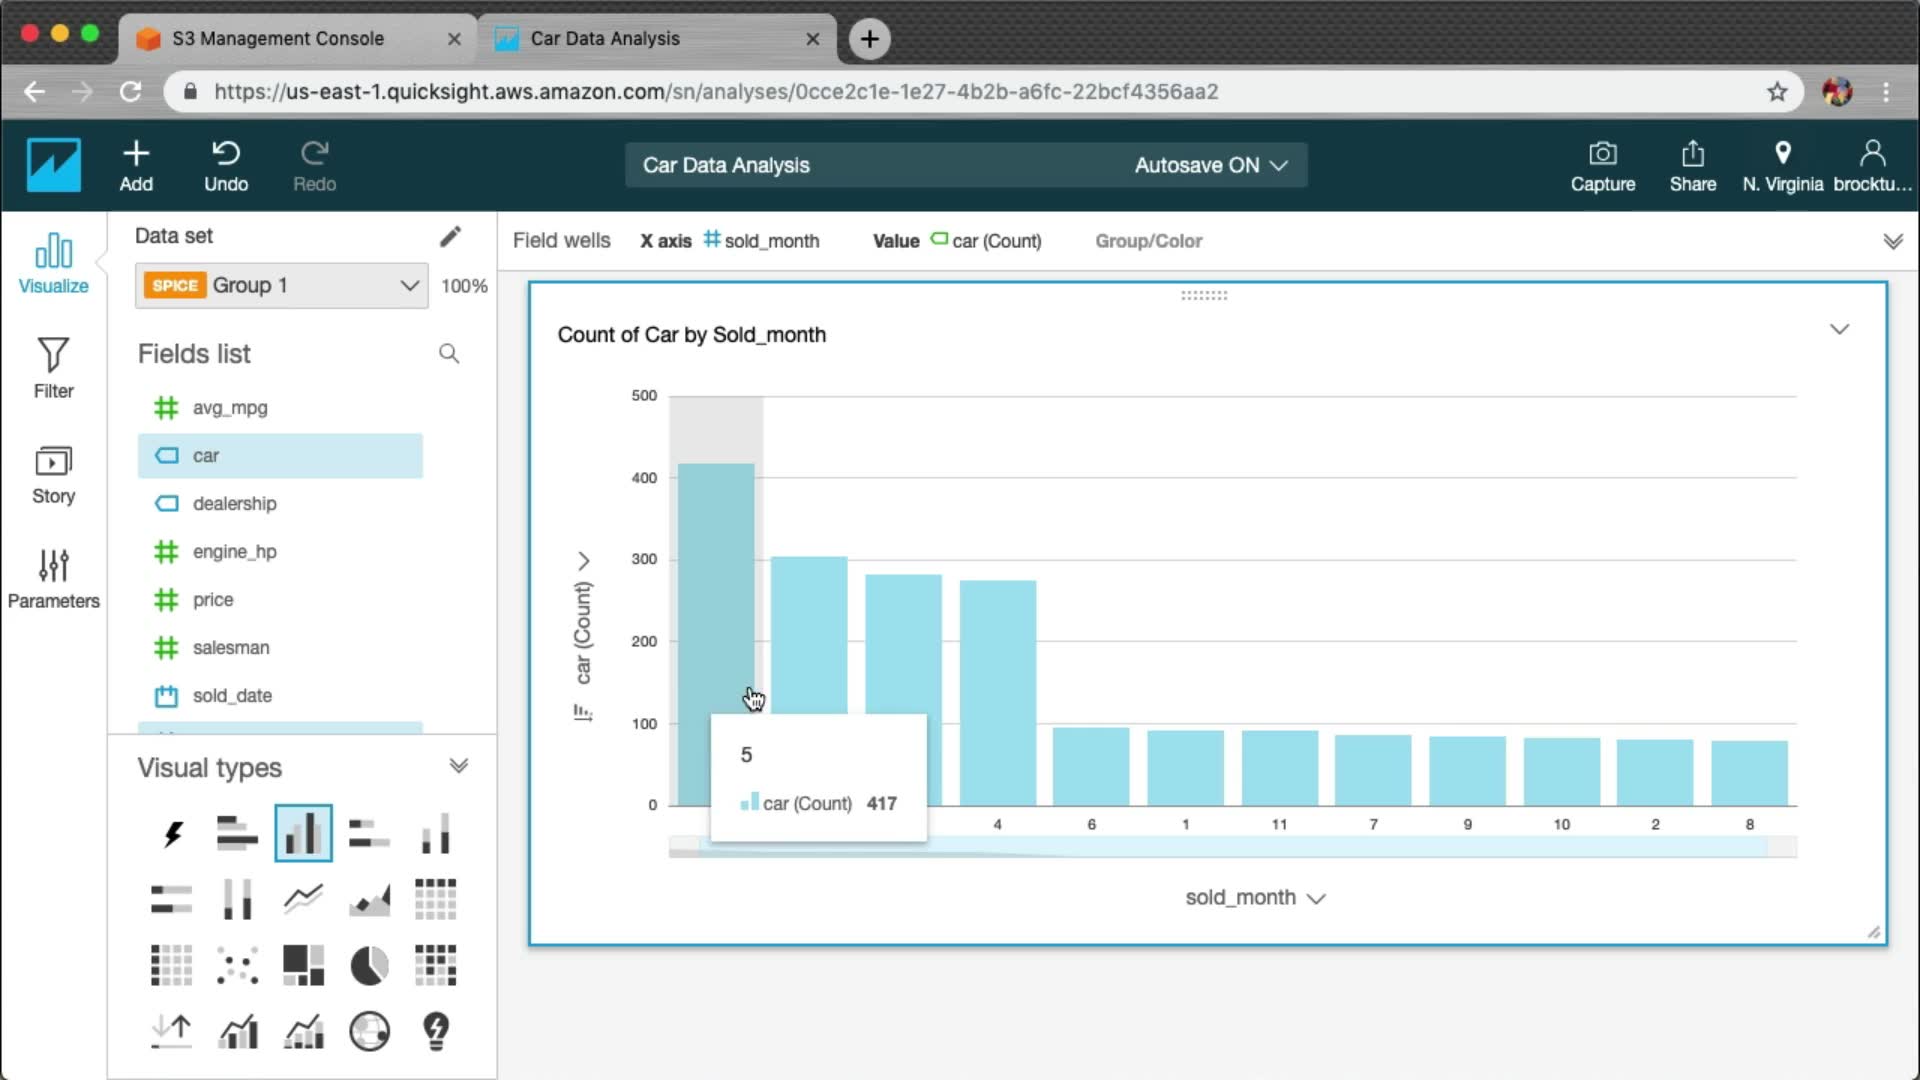 S3 Management Console
Car Data Analysis
https://us-east-1.quicksight.aws.amazon.com/sn/analyses/0cce2c1e-1e27-4b2b-a6fc-22bcf4356aa2
Add
Undo
Redo
Car Data Analysis
Autosave ON
Capture
Share
N. Virginia
brocktu...
Visualize
Filter
Story
Parameters
Data set
SPICE Group 1
100%
Fields list
avg_mpg
car
dealership
engine_hp
price
salesman
sold_date
Visual types
Field wells
X axis sold_month
Value car (Count)
Group/Color
Count of Car by Sold_month
500
400
300
200
100
0
car (Count)
5
car (Count) 417
4 6 1 11 7 9 10 2 8
sold_month